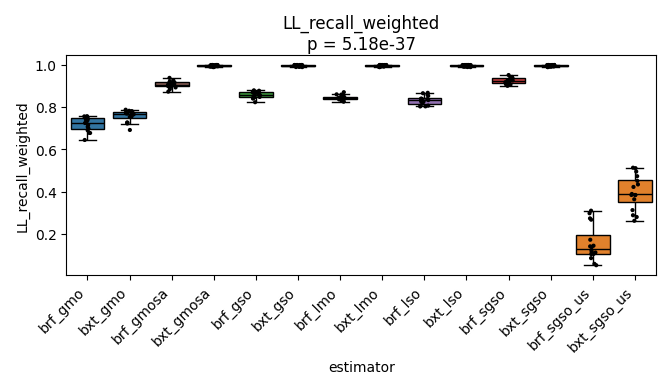 LL_recall_weighted
p = 5.18e-37
LL_recall_weighted
1.0
0.8
0.6
0.4
0.2
brf_gmo
bxt_gmo
brf_gmosa
bxt_gmosa
brf_gso
bxt_gso
brf_lmo
bxt_lmo
brf_lso
bxt_lso
brf_sgso
bxt_sgso
brf_sgso_us
bxt_sgso_us
estimator